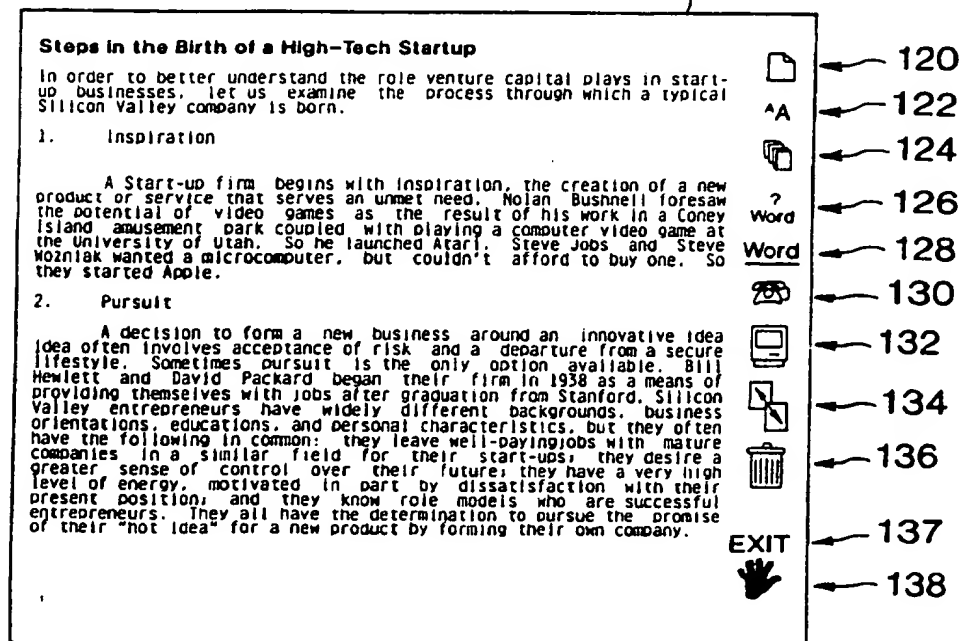 Steps in the Birth of a High-Tech Startup
In order to better understand the role venture capital plays in start-
up businesses, let us examine the process through which a typical
Silicon Valley company is born.
1. Inspiration
A Start-up firm begins with inspiration, the creation of a new
product or service that serves an unmet need. Nolan Bushnell foresaw
the potential of video games as the result of his work in a Coney
Island amusement park coupled with playing a computer video game at
the University of Utah. So he launched Atari. Steve Jobs and Steve
Wozniak wanted a microcomputer, but couldn't afford to buy one. So
they started Apple.
2. Pursuit
A decision to form a new business around an innovative idea
idea often involves acceptance of risk and a departure from a secure
lifestyle. Sometimes pursuit is the only option available. Bill
Hewlett and David Packard began their firm in 1938 as a means of
providing themselves with jobs after graduation from Stanford. Silicon
Valley entrepreneurs have widely different backgrounds, business
orientations, educations, and personal characteristics, but they often
have the following in common: they leave well-payingjobs with mature
companies in a similar field for their start-ups; they desire a
greater sense of control over their future; they have a very high
level of energy, motivated in part by dissatisfaction with their
present position; and they know role models who are successful
entrepreneurs. They all have the determination to pursue the promise
of their "hot idea" for a new product by forming their own company.
1
120
AA 122
124
?
Word 126
Word 128
130
132
134
136
EXIT 137
138